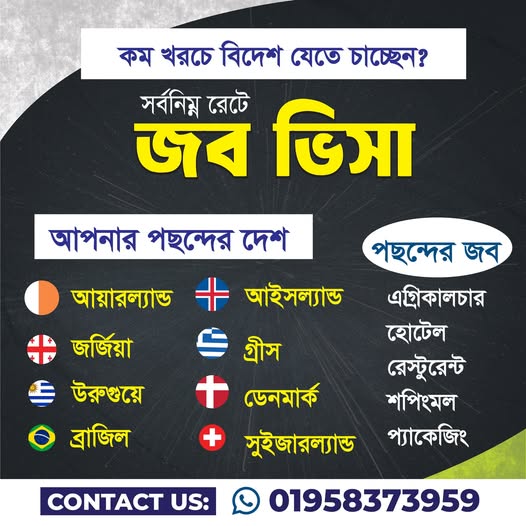 কম খরচে বিদেশ যেতে চাচ্ছেন?
সর্বনিম্ন রেটে
জব ভিসা
আপনার পছন্দের দেশ
আয়ারল্যান্ড
আইসল্যান্ড
জর্জিয়া
গ্রীস
উরুগুয়ে
ডেনমার্ক
ব্রাজিল
সুইজারল্যান্ড
পছন্দের জব
এগ্রিকালচার
হোটেল
রেস্টুরেন্ট
শপিংমল
প্যাকেজিং
CONTACT US: 01958373959